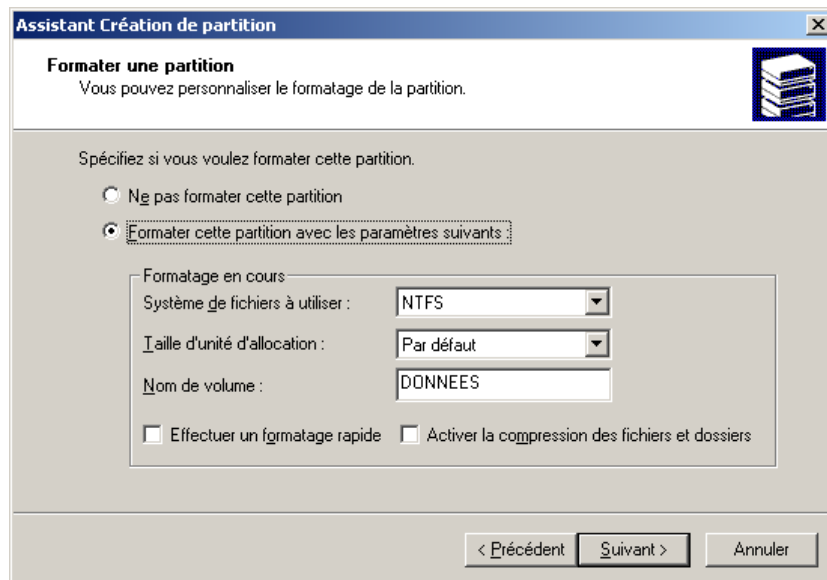 Assistant Création de partition
Formater une partition
Vous pouvez personnaliser le formatage de la partition.
Spécifiez si vous voulez formater cette partition.
Ne pas formater cette partition
Formater cette partition avec les paramètres suivants :
Formatage en cours
Système de fichiers à utiliser : NTFS
Taille d'unité d'allocation : Par défaut
Nom de volume : DONNEES
Effectuer un formatage rapide Activer la compression des fichiers et dossiers
< Précédent Suivant > Annuler